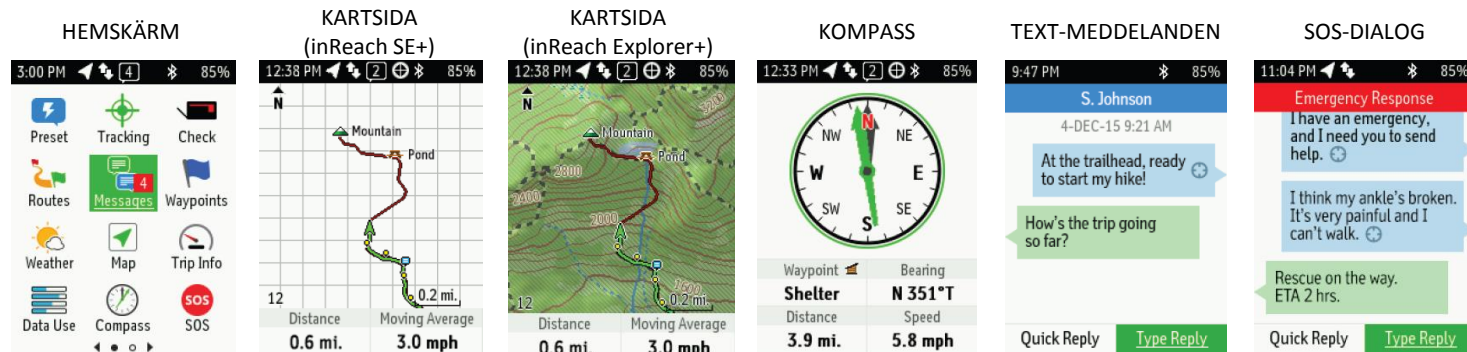 HEMSKÄRM
3:00 PM 4 85%
Preset Tracking Check
4
Routes Messages Waypoints
Weather Map Trip Info
SOS
Data Use Compass SOS
KARTSIDA
(inReach SE+)
12:38 PM 2 85%
N
Mountain
Pond
12 0.2 mi.
Distance Moving Average
0.6 mi. 3.0 mph
KARTSIDA
(inReach Explorer+)
12:38 PM 2 85%
N
3200
Mountain
Pond
2800
2400
2000
1600
12 0.2 mi.
Distance Moving Average
0.6 mi. 3.0 mph
KOMPASS
12:33 PM 2 85%
N
NW NE
W E
SW SE
S
Waypoint Bearing
Shelter N 351°T
Distance Speed
3.9 mi. 5.8 mph
TEXT-MEDDELANDEN
9:47 PM 85%
S. Johnson
4-DEC-15 9:21 AM
At the trailhead, ready
to start my hike!
How's the trip going
so far?
Quick Reply Type Reply
SOS-DIALOG
11:04 PM 85%
Emergency Response
I have an emergency,
and I need you to send
help.
I think my ankle's broken.
It's very painful and I
can't walk.
Rescue on the way.
ETA 2 hrs.
Quick Reply Type Reply